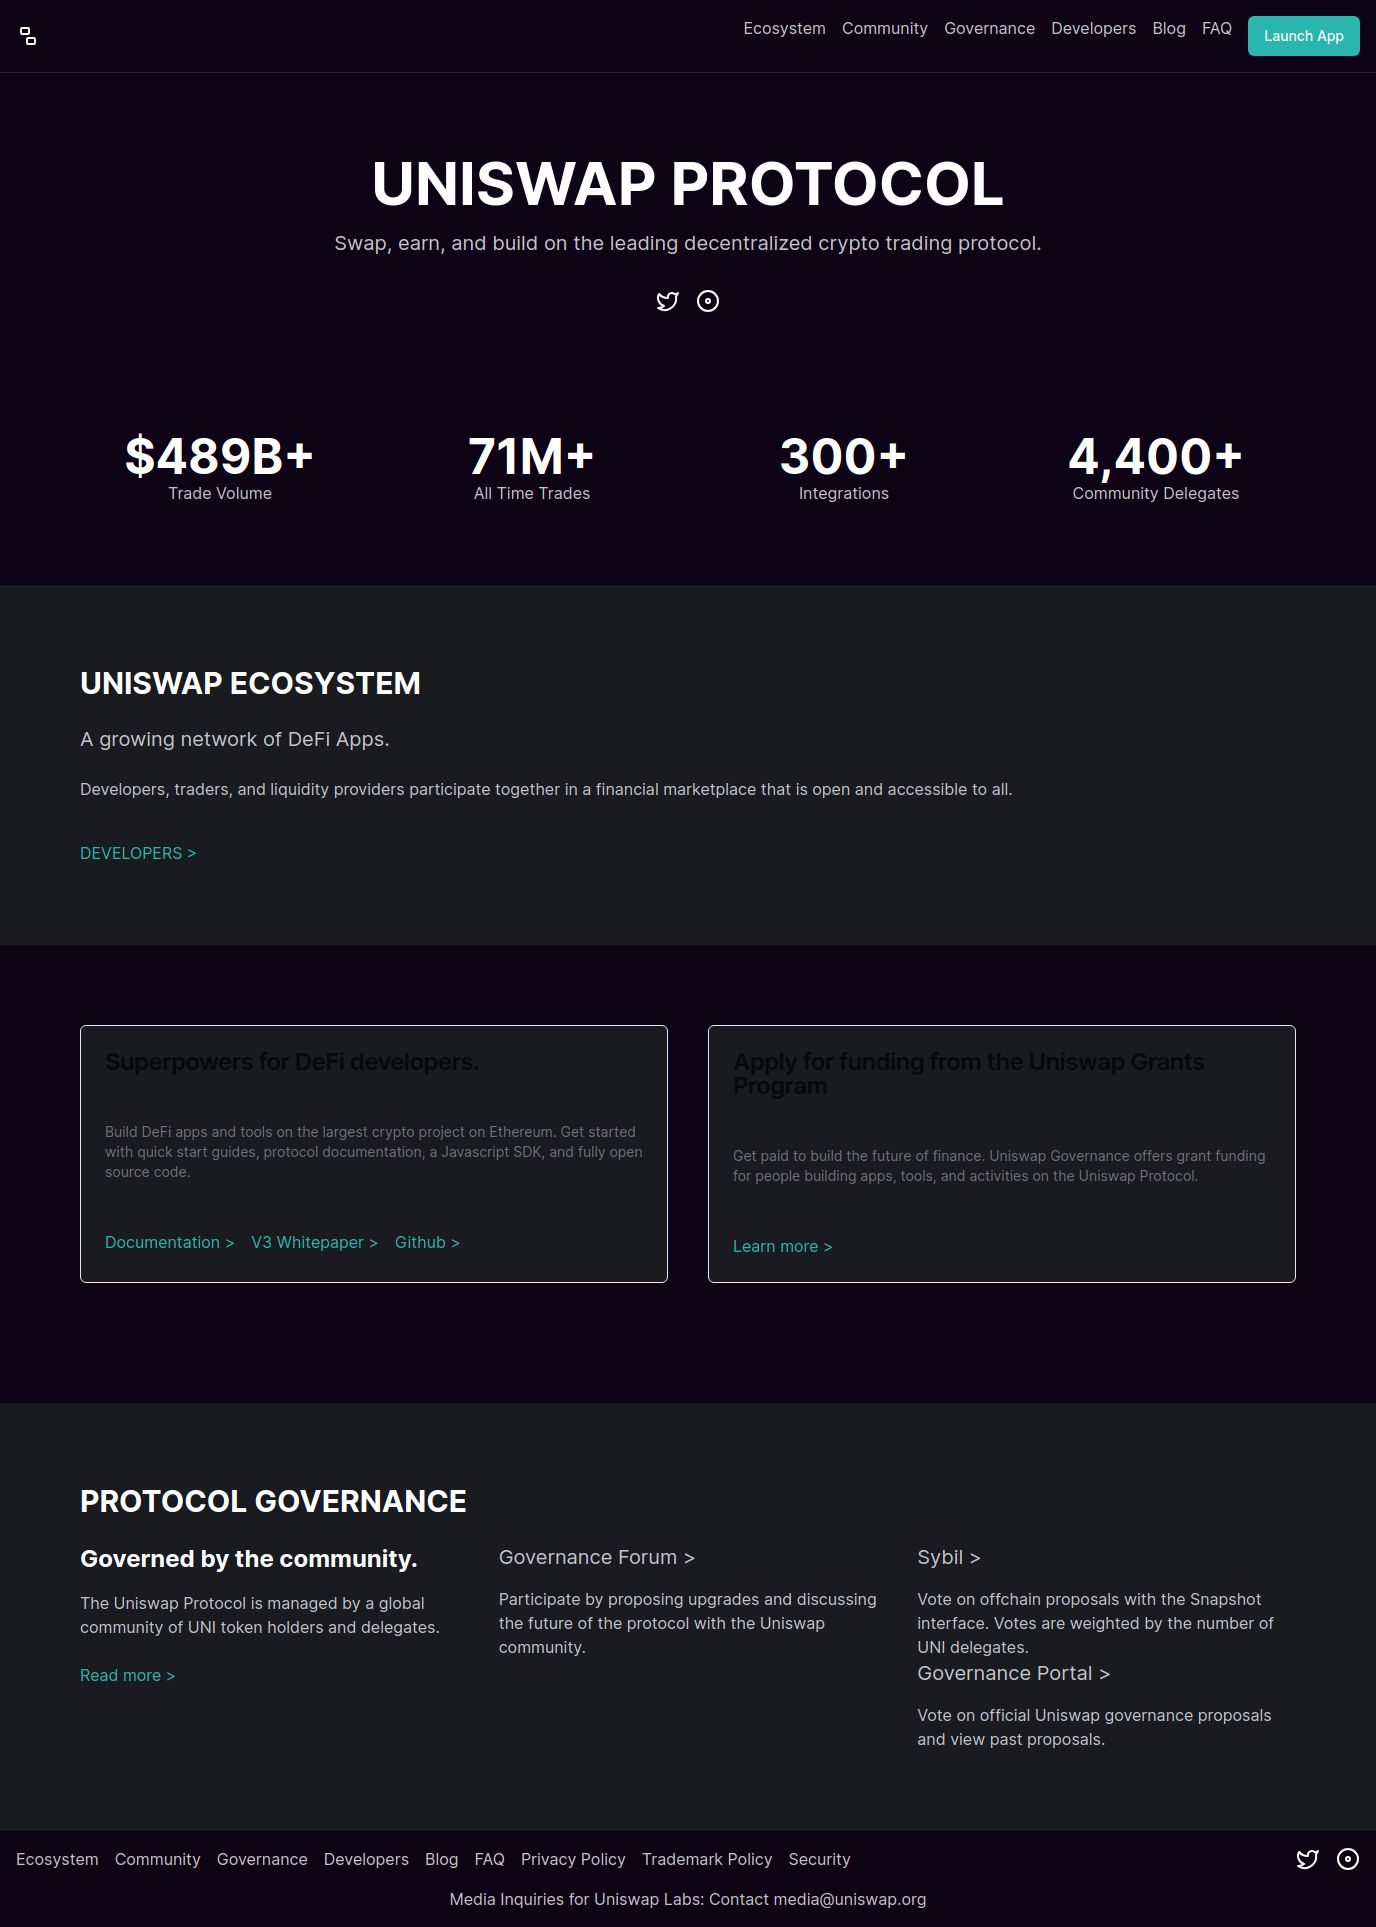 Ecosystem Community Governance Developers Blog FAQ Launch App
UNISWAP PROTOCOL
Swap, earn, and build on the leading decentralized crypto trading protocol.
$489B+ 71M+ 300+ 4,400+
Trade Volume All Time Trades Integrations Community Delegates
UNISWAP ECOSYSTEM
A growing network of DeFi Apps.
Developers, traders, and liquidity providers participate together in a financial marketplace that is open and accessible to all.
DEVELOPERS >
Superpowers for DeFi developers.
Build DeFi apps and tools on the largest crypto project on Ethereum. Get started
with quick start guides, protocol documentation, a Javascript SDK, and fully open
source code.
Documentation > V3 Whitepaper > Github >
Apply for funding from the Uniswap Grants
Program
Get paid to build the future of finance. Uniswap Governance offers grant funding
for people building apps, tools, and activities on the Uniswap Protocol.
Learn more >
PROTOCOL GOVERNANCE
Governed by the community.
The Uniswap Protocol is managed by a global
community of UNI token holders and delegates.
Read more >
Governance Forum >
Participate by proposing upgrades and discussing
the future of the protocol with the Uniswap
community.
Sybil >
Vote on offchain proposals with the Snapshot
interface. Votes are weighted by the number of
UNI delegates.
Governance Portal >
Vote on official Uniswap governance proposals
and view past proposals.
Ecosystem Community Governance Developers Blog FAQ Privacy Policy Trademark Policy Security
Media Inquiries for Uniswap Labs: Contact media@uniswap.org